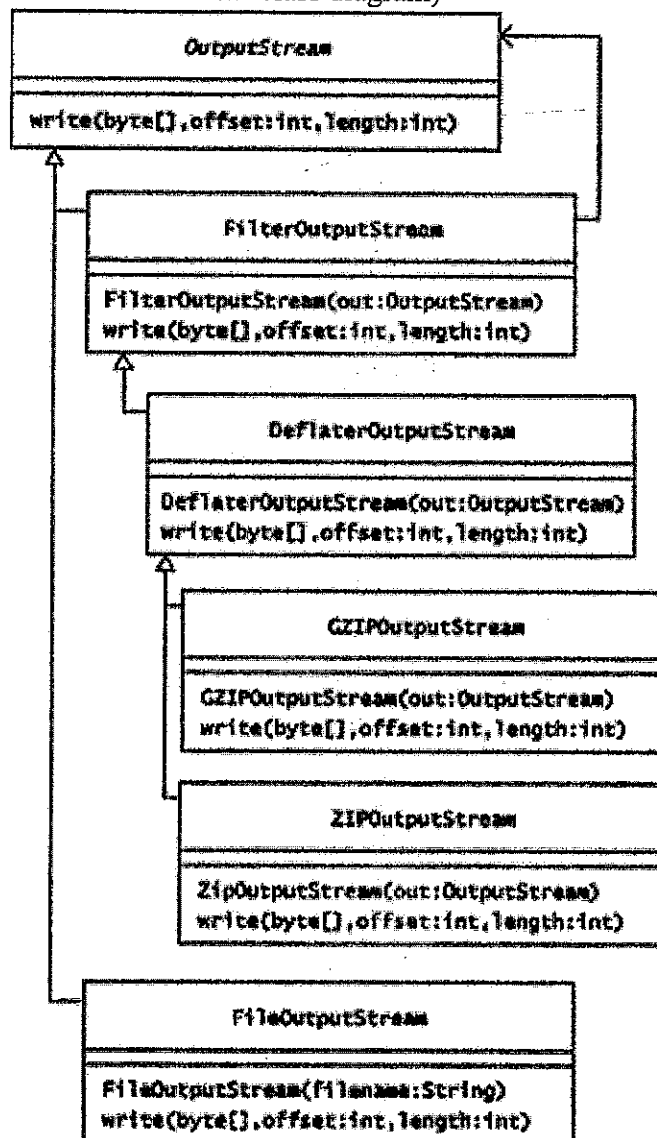 class diagram)
OutputStream
write(byte[],offset:int,length:int)
FilterOutputStream
FilterOutputStream(out:OutputStream)
write(byte[],offset:int,length:int)
DeflaterOutputStream
DeflaterOutputStream(out:OutputStream)
write(byte[],offset:int,length:int)
GZIPOutputStream
GZIPOutputStream(out:OutputStream)
write(byte[],offset:int,length:int)
ZIPOutputStream
ZipOutputStream(out:OutputStream)
write(byte[],offset:int,length:int)
FileOutputStream
FileOutputStream(filename:String)
write(byte[],offset:int,length:int)